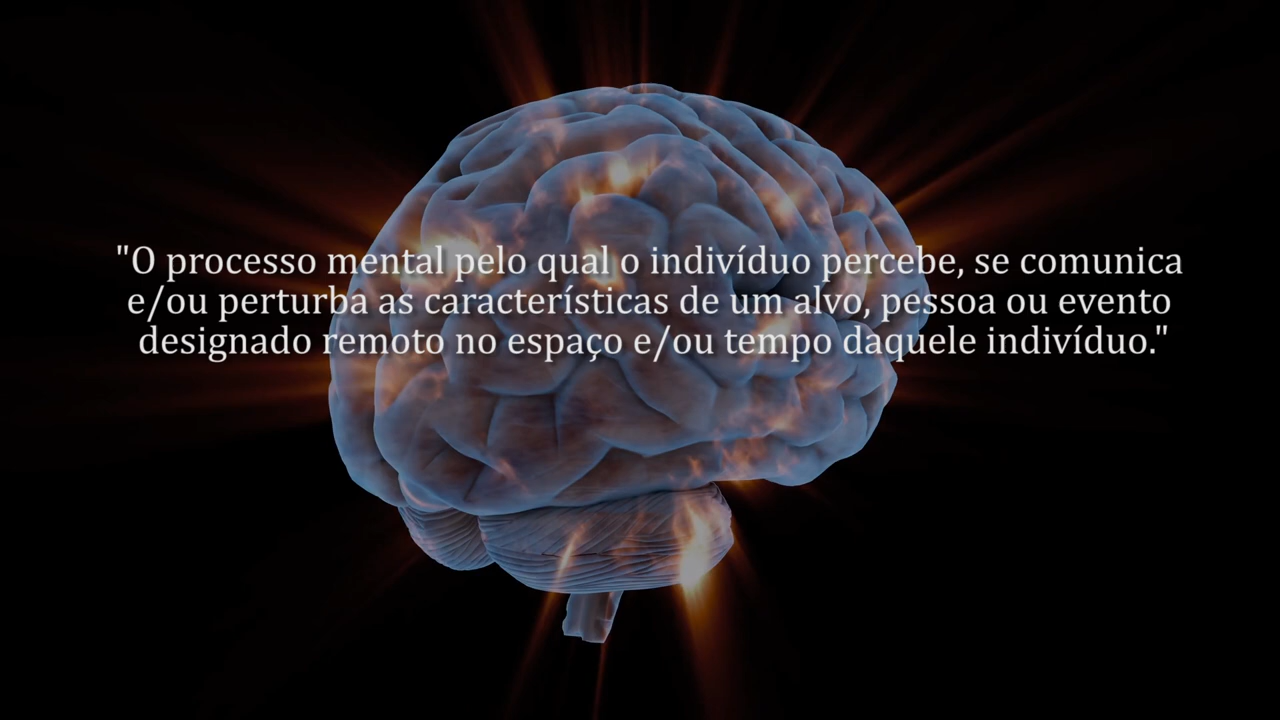 "O processo mental pelo qual o indivíduo percebe, se comunica
e/ou perturba as características de um alvo, pessoa ou evento
designado remoto no espaço e/ou tempo daquele indivíduo."